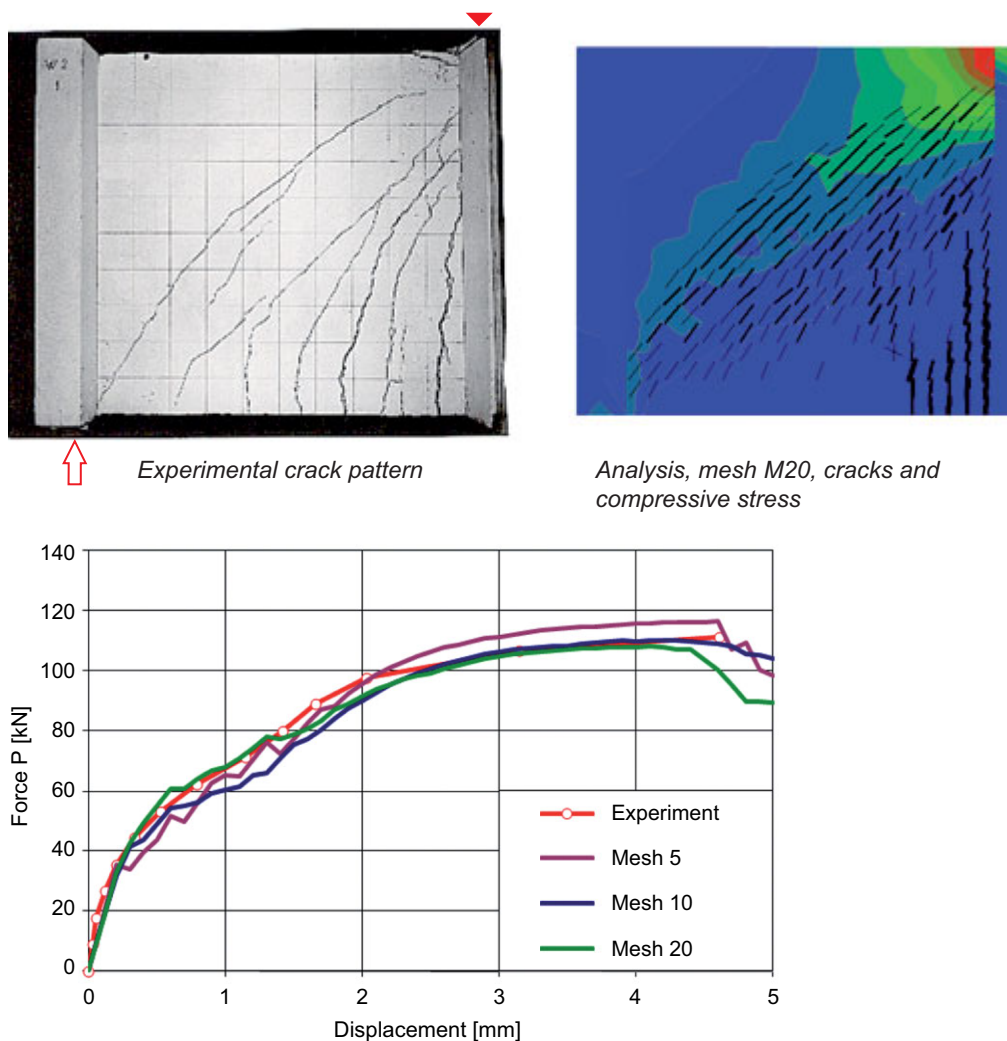 W2
1
Experimental crack pattern
Analysis, mesh M20, cracks and
compressive stress
140
120
100
80
60
40
20
0
Force P [kN]
0 1 2 3 4 5
Displacement [mm]
Experiment
Mesh 5
Mesh 10
Mesh 20